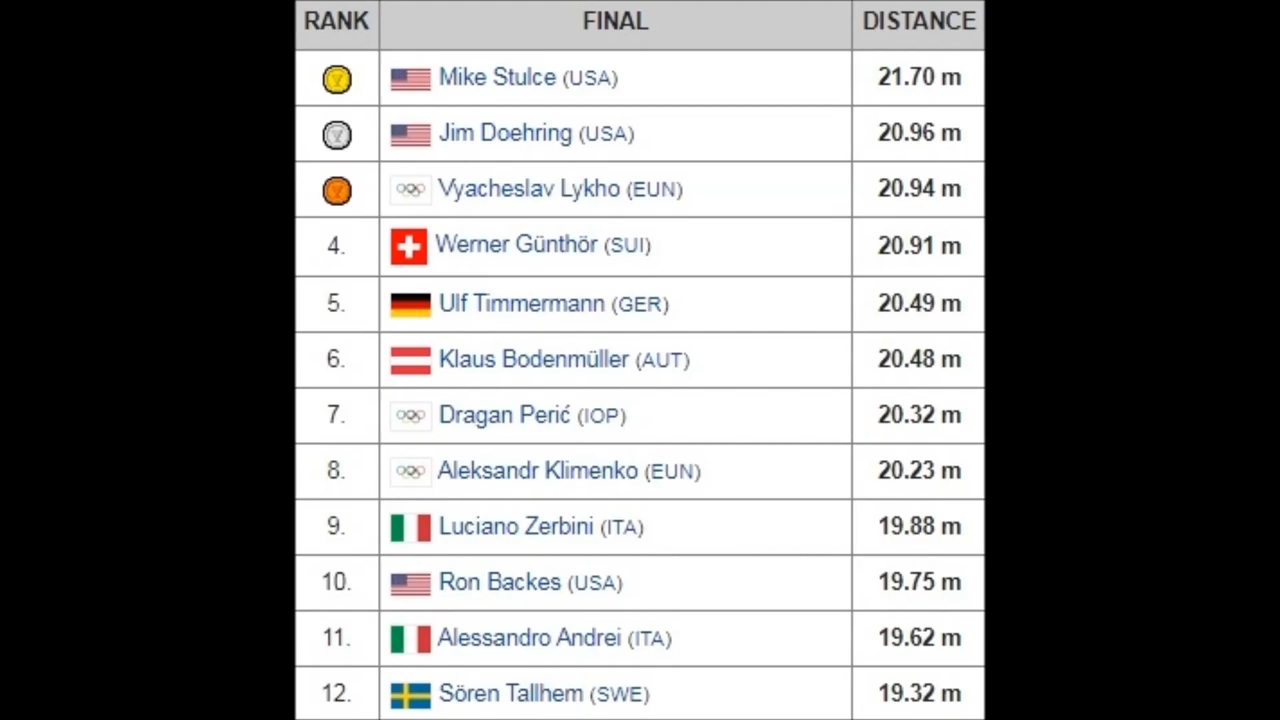 RANK FINAL DISTANCE
Mike Stulce (USA) 21.70 m
Jim Doehring (USA) 20.96 m
Vyacheslav Lykho (EUN) 20.94 m
4. Werner Günthör (SUI) 20.91 m
5. Ulf Timmermann (GER) 20.49 m
6. Klaus Bodenmüller (AUT) 20.48 m
7. Dragan Perić (IOP) 20.32 m
8. Aleksandr Klimenko (EUN) 20.23 m
9. Luciano Zerbini (ITA) 19.88 m
10. Ron Backes (USA) 19.75 m
11. Alessandro Andrei (ITA) 19.62 m
12. Sören Tallhem (SWE) 19.32 m